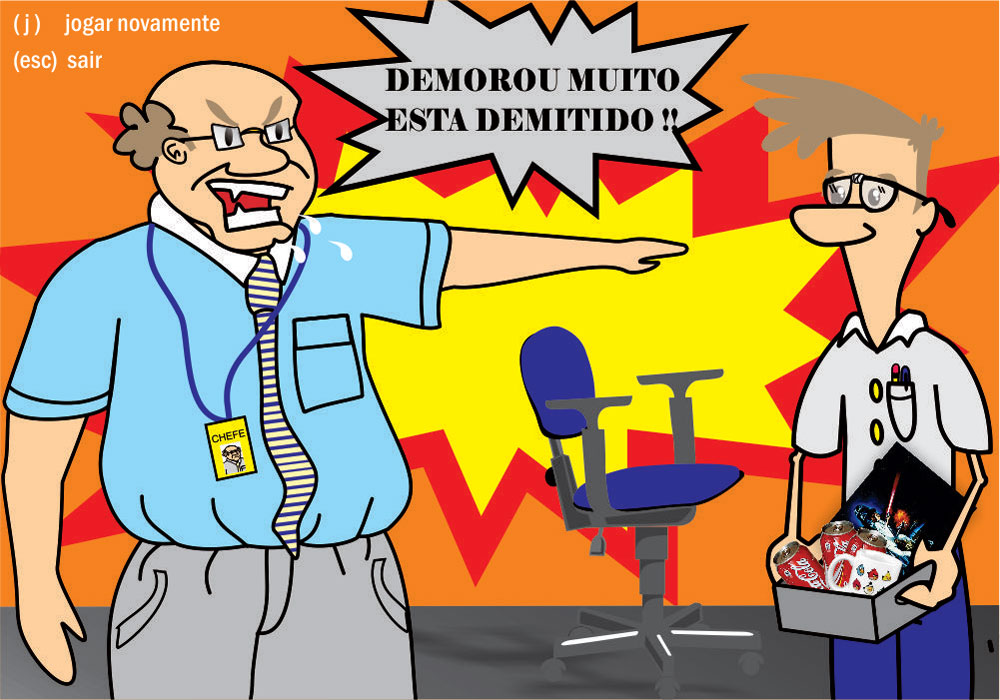 (j) jogar novamente
(esc) sair
DEMOROU MUITO
ESTA DEMITIDO !!
CHEFE